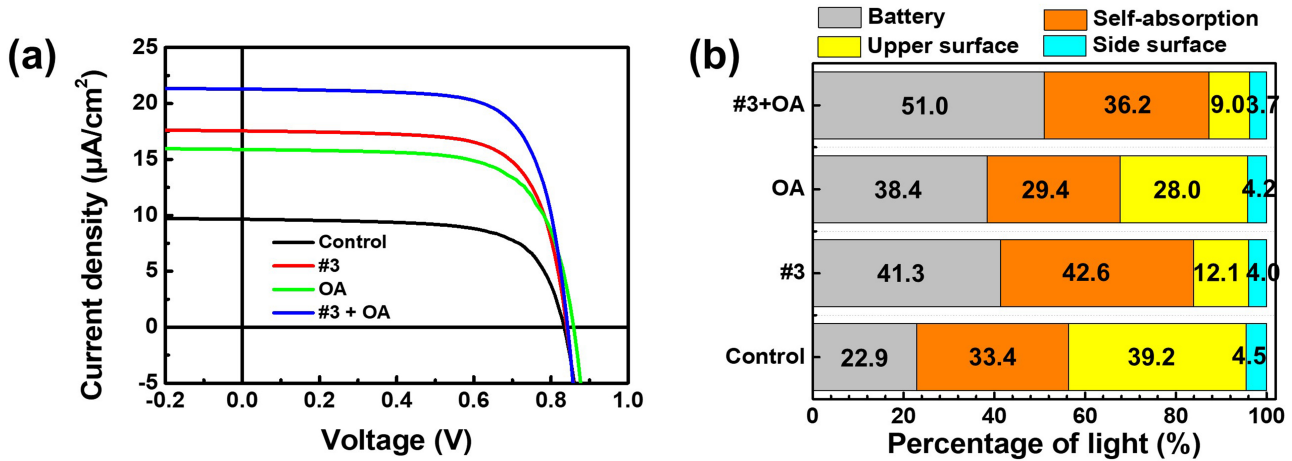 (a)
25
20
15
10
5
0
-5
-0.2 0.0 0.2 0.4 0.6 0.8 1.0
Current density (μA/cm²)
Voltage (V)
Control
#3
OA
#3 + OA
(b)
Battery Self-absorption
Upper surface Side surface
#3+OA 51.0 36.2 9.0 3.7
OA 38.4 29.4 28.0 4.2
#3 41.3 42.6 12.1 4.0
Control 22.9 33.4 39.2 4.5
0 20 40 60 80 100
Percentage of light (%)